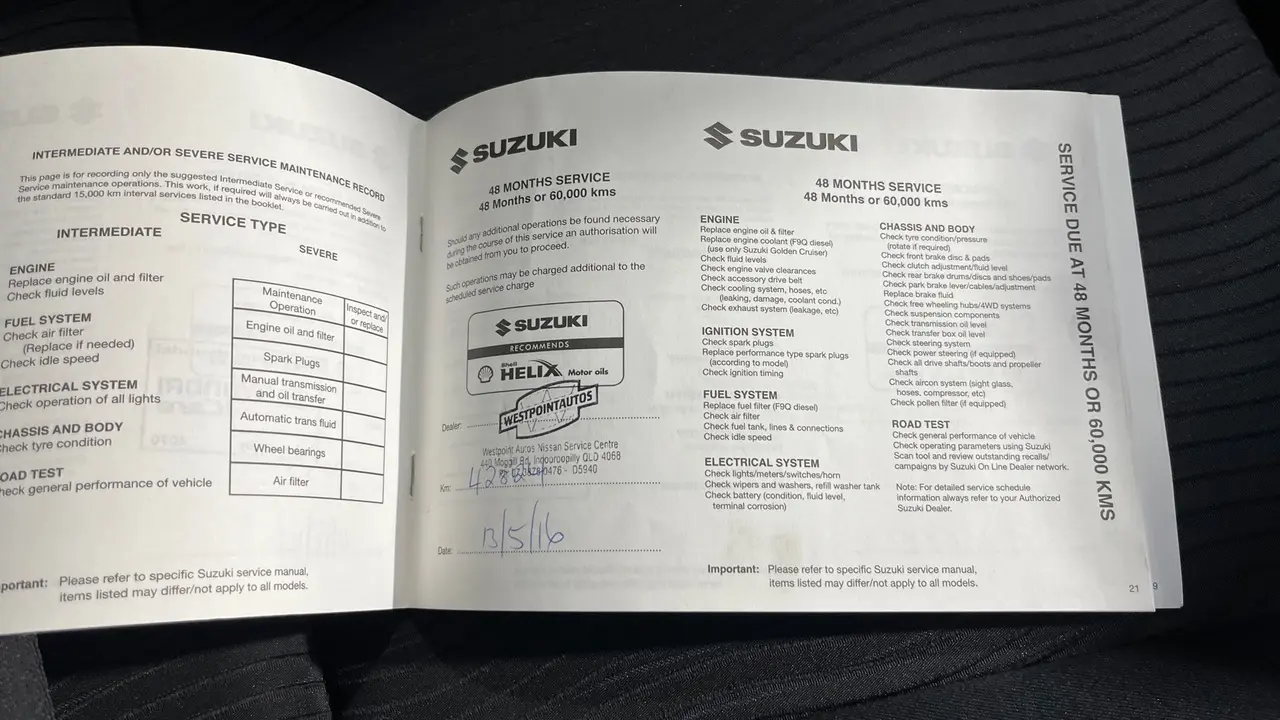 INTERMEDIATE AND/OR SEVERE SERVICE MAINTENANCE RECORD
This page is for recording only the suggested Intermediate Service or recommended Severe
Service maintenance operations. This work, if required will always be carried out in addition to
the standard 15,000 km interval services listed in the booklet.
SERVICE TYPE
INTERMEDIATE
ENGINE
Replace engine oil and filter
Check fluid levels
FUEL SYSTEM
Check air filter
(Replace if needed)
Check idle speed
ELECTRICAL SYSTEM
Check operation of all lights
CHASSIS AND BODY
Check tyre condition
OAD TEST
heck general performance of vehicle
SEVERE
Maintenance Operation
Inspect and/ or replace
Engine oil and filter
Spark Plugs
Manual transmission
and oil transfer
Automatic trans fluid
Wheel bearings
Air filter
portant: Please refer to specific Suzuki service manual,
items listed may differ/not apply to all models.
SUZUKI
48 MONTHS SERVICE
48 Months or 60,000 kms
Should any additional operations be found necessary
during the course of this service an authorisation will
be obtained from you to proceed.
Such operations may be charged additional to the
scheduled service charge
SUZUKI
RECOMMENDS
Shell
HELIX Motor oils
WESTPOINTAUTOS
Dealer:
Westpoint Autos Nissan Service Centre
Moggill Rd, Indooroopilly QLD 4068
0476 - D5940
Km:
Date: 13/5/16
SUZUKI
48 MONTHS SERVICE
48 Months or 60,000 kms
ENGINE
Replace engine oil & filter
Replace engine coolant (F9Q diesel)
(use only Suzuki Golden Cruiser)
Check fluid levels
Check engine valve clearances
Check accessory drive belt
Check cooling system, hoses, etc
(leaking, damage, coolant cond.)
Check exhaust system (leakage, etc)
IGNITION SYSTEM
Check spark plugs
Replace performance type spark plugs
(according to model)
Check ignition timing
FUEL SYSTEM
Replace fuel filter (F9Q diesel)
Check air filter
Check fuel tank, lines & connections
Check idle speed
ELECTRICAL SYSTEM
Check lights/meters/switches/horn
Check wipers and washers, refill washer tank
Check battery (condition, fluid level,
terminal corrosion)
CHASSIS AND BODY
Check tyre condition/pressure
(rotate if required)
Check front brake disc & pads
Check clutch adjustment/fluid level
Check rear brake drums/discs and shoes/pads
Check park brake lever/cables/adjustment
Replace brake fluid
Check free wheeling hubs/4WD systems
Check suspension components
Check transmission oil level
Check transfer box oil level
Check steering system
Check power steering (if equipped)
Check all drive shafts/boots and propeller
shafts
Check aircon system (sight glass,
hoses, compressor, etc)
Check pollen filter (if equipped)
ROAD TEST
Check general performance of vehicle
Check operating parameters using Suzuki
Scan tool and review outstanding recalls/
campaigns by Suzuki On Line Dealer network.
Note: For detailed service schedule
information always refer to your Authorized
Suzuki Dealer.
Important: Please refer to specific Suzuki service manual,
items listed may differ/not apply to all models.
SERVICE DUE AT 48 MONTHS OR 60,000 KMS
21
9